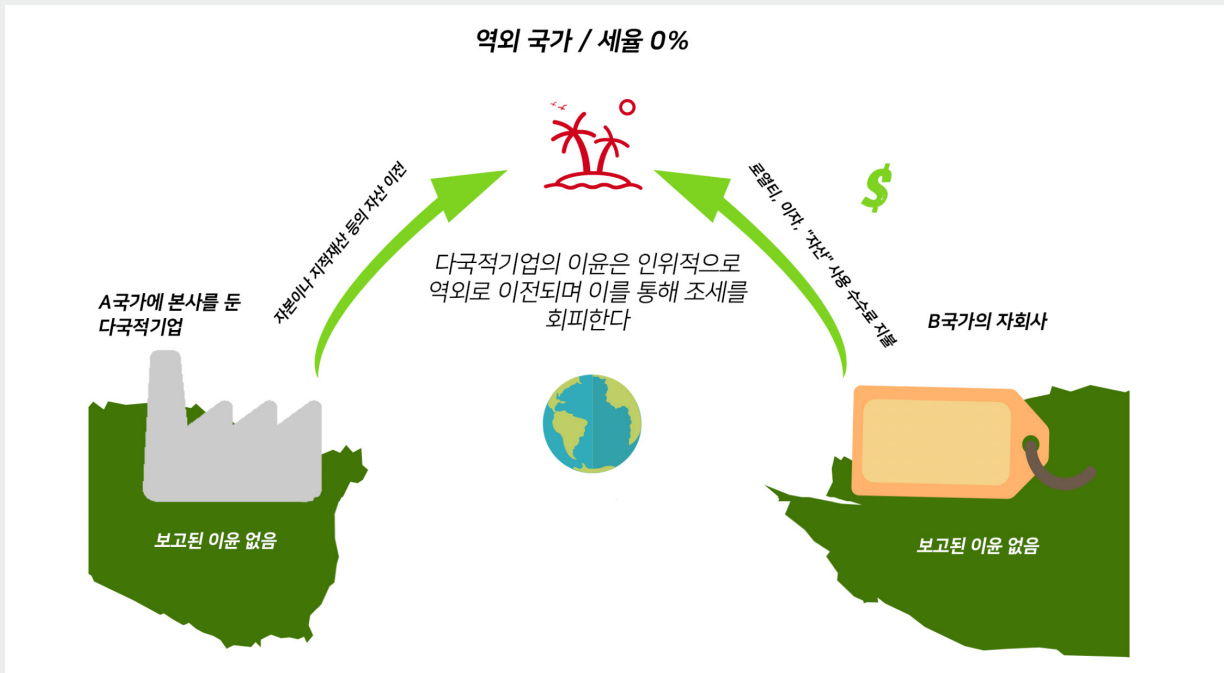 역외 국가 / 세율 0%
자본이나 지적재산 등의 자산 이전
로열티, 이자, "자산" 사용 수수료 지불
$
다국적기업의 이윤은 인위적으로
역외로 이전되며 이를 통해 조세를
회피한다
A국가에 본사를 둔
다국적기업
B국가의 자회사
보고된 이윤 없음
보고된 이윤 없음